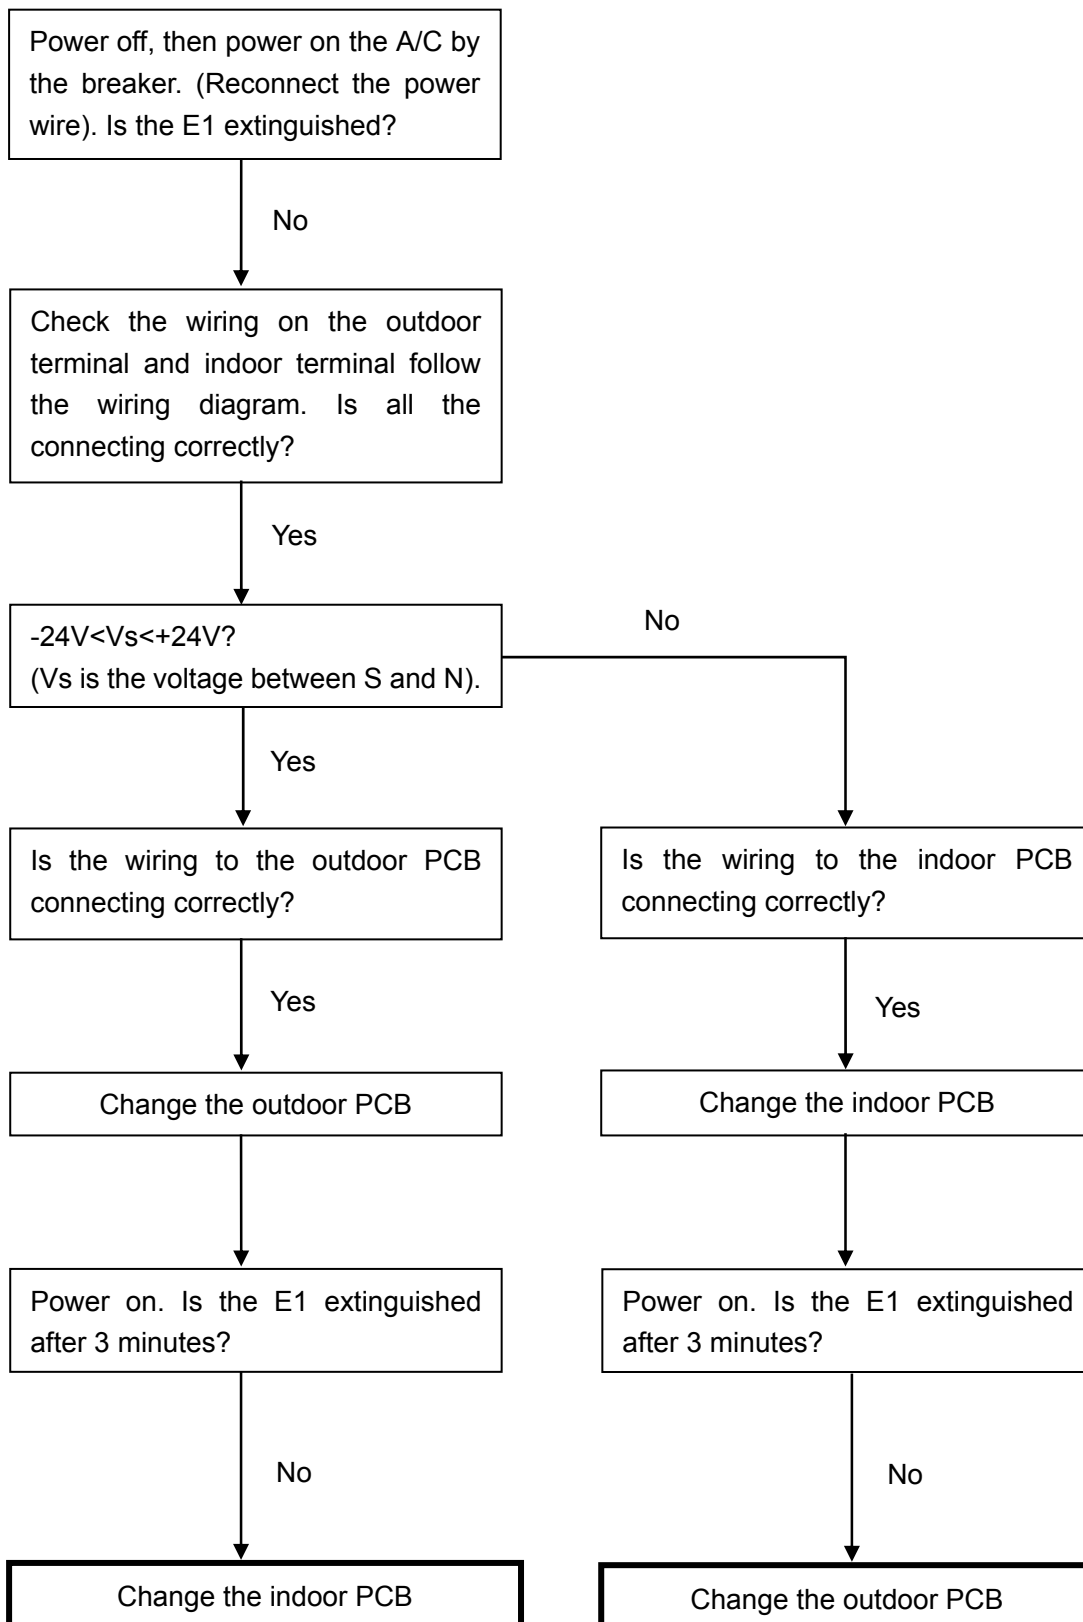 Power off, then power on the A/C by
the breaker. (Reconnect the power
wire). Is the E1 extinguished?
No
Check the wiring on the outdoor
terminal and indoor terminal follow
the wiring diagram. Is all the
connecting correctly?
Yes
-24V<Vs<+24V?
(Vs is the voltage between S and N).
No
Yes
Is the wiring to the outdoor PCB
connecting correctly?
Is the wiring to the indoor PCB
connecting correctly?
Yes
Yes
Change the outdoor PCB
Change the indoor PCB
Power on. Is the E1 extinguished
after 3 minutes?
Power on. Is the E1 extinguished
after 3 minutes?
No
No
Change the indoor PCB
Change the outdoor PCB